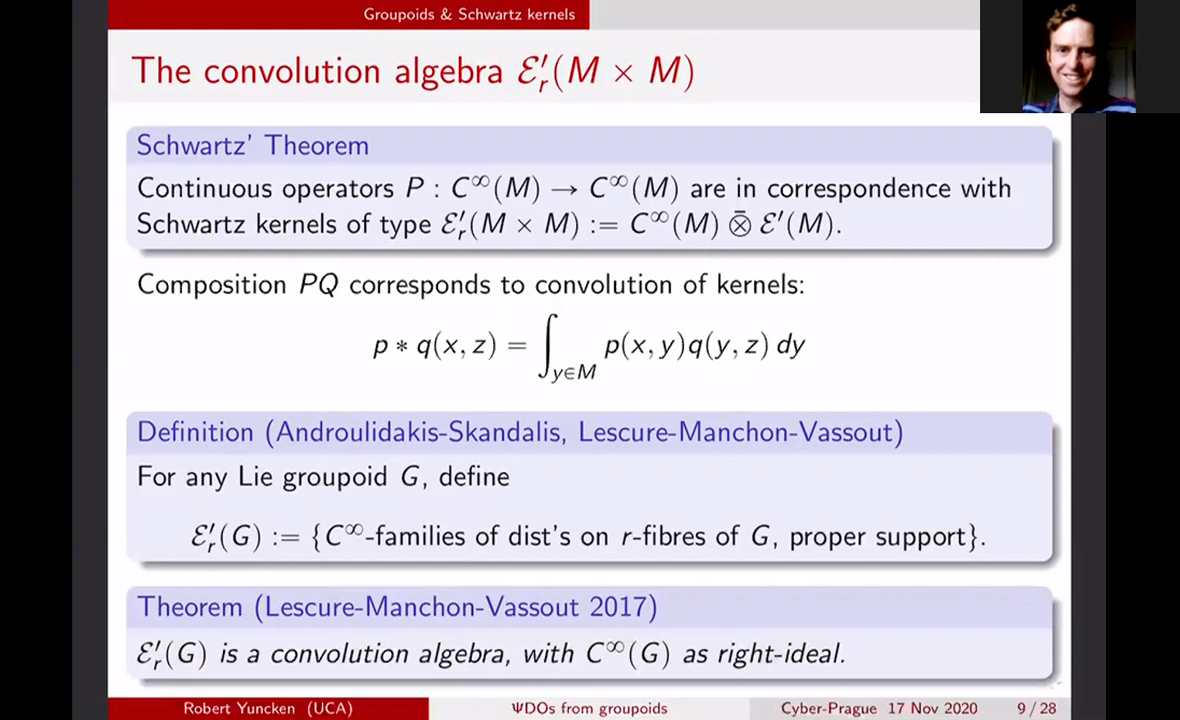 Groupoids & Schwartz kernels
The convolution algebra ℰ′ᵣ(M × M)
Schwartz' Theorem
Continuous operators P : C∞(M) → C∞(M) are in correspondence with
Schwartz kernels of type ℰ′ᵣ(M × M) := C∞(M) ⊗̄ ℰ′(M).
Composition PQ corresponds to convolution of kernels:
p ∗ q(x, z) = ∫_{y∈M} p(x, y)q(y, z) dy
Definition (Androulidakis-Skandalis, Lescure-Manchon-Vassout)
For any Lie groupoid G, define
ℰ′ᵣ(G) := {C∞-families of dist's on r-fibres of G, proper support}.
Theorem (Lescure-Manchon-Vassout 2017)
ℰ′ᵣ(G) is a convolution algebra, with C∞(G) as right-ideal.
Robert Yuncken (UCA) ΨDOs from groupoids Cyber-Prague 17 Nov 2020 9 / 28